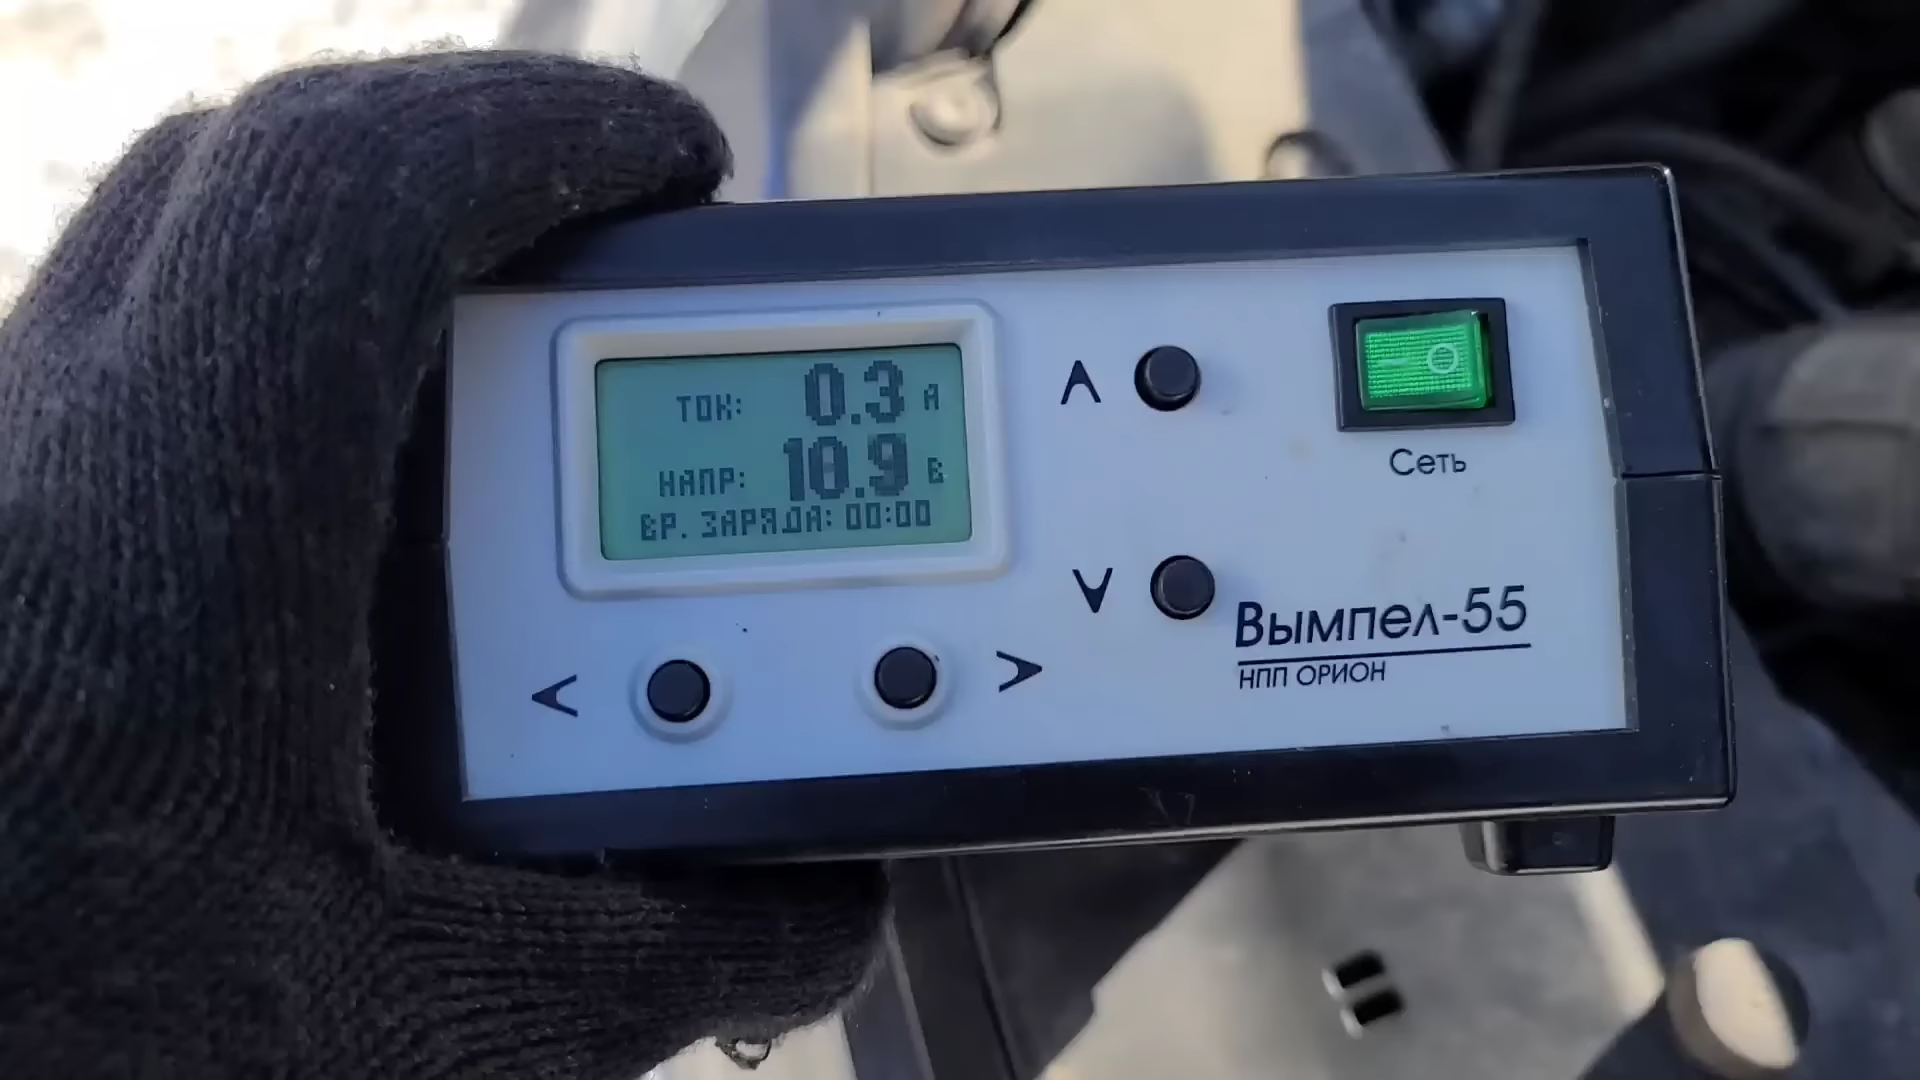 ТОК: 0.3 А
НАПР: 10.9 В
ВР. ЗАРЯДА: 00:00
Сеть
Вымпел-55
НПП ОРИОН